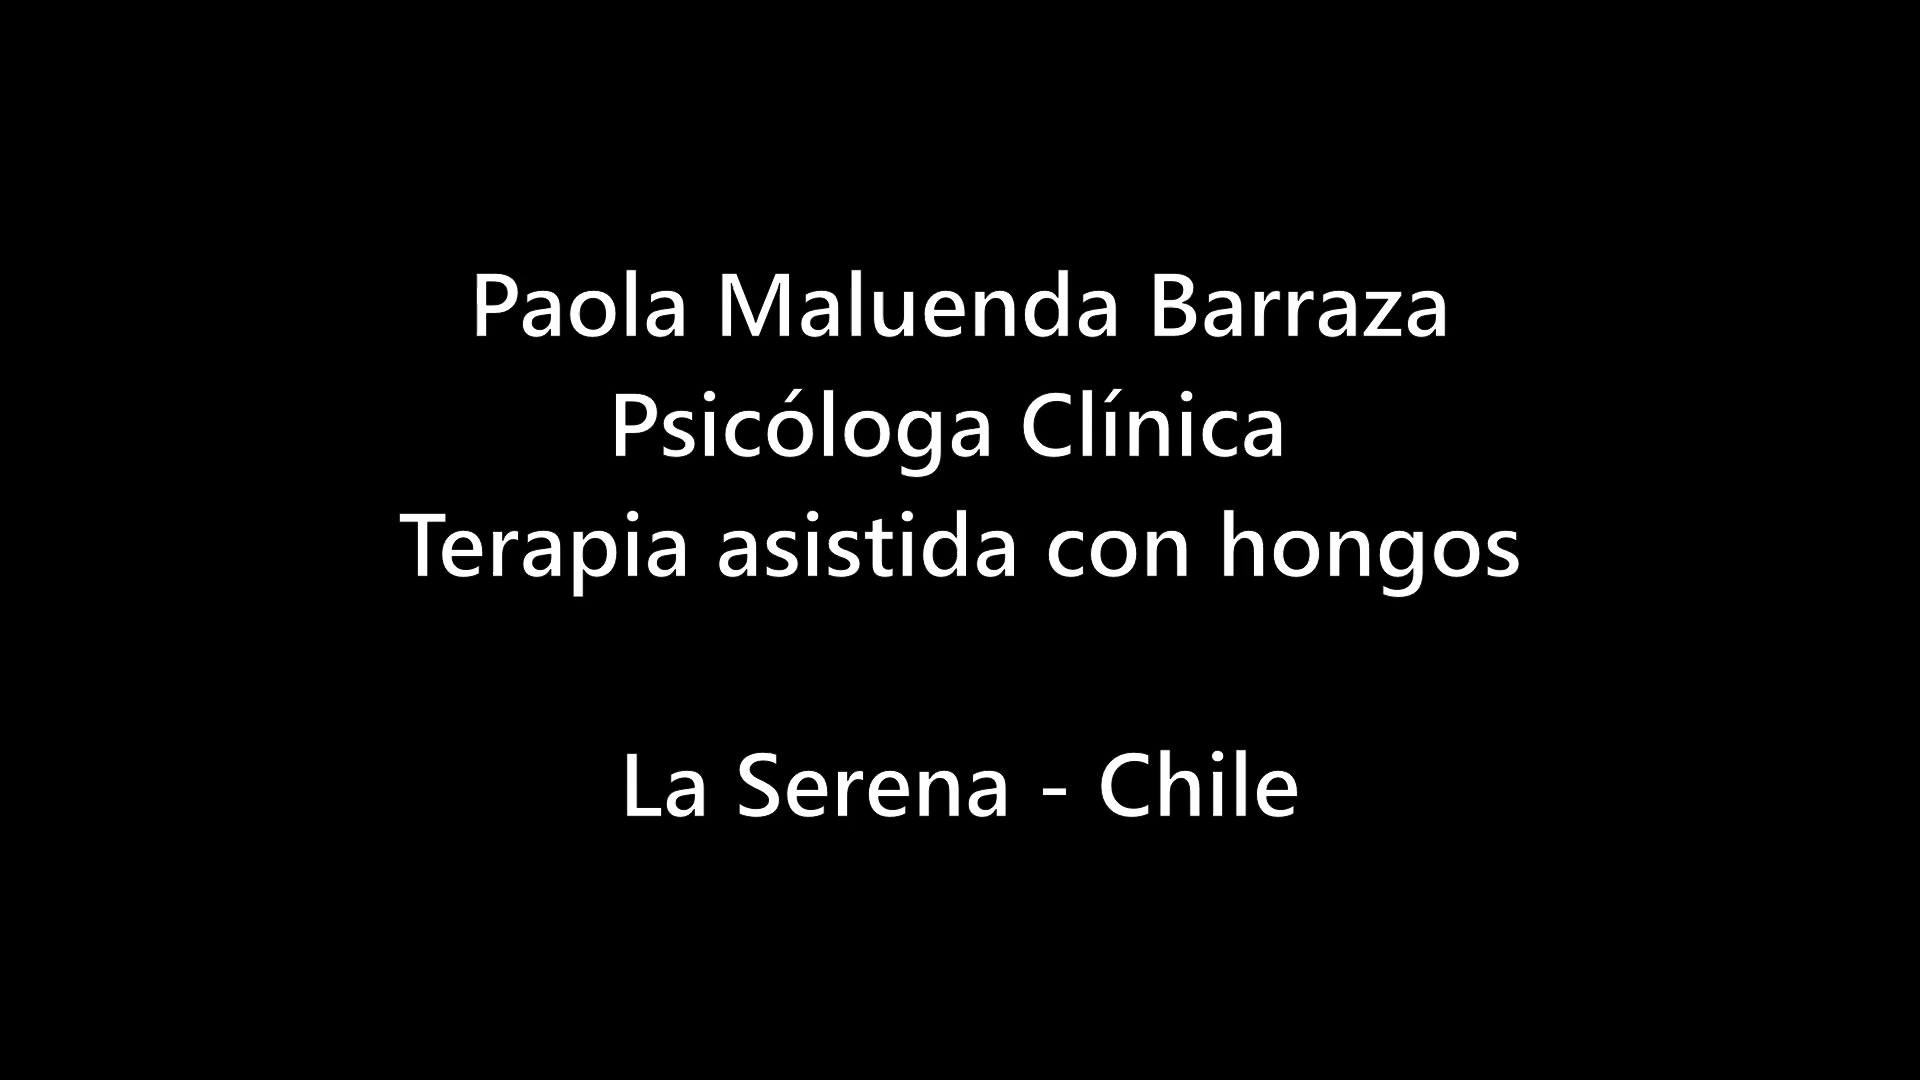 Paola Maluenda Barraza
Psicóloga Clínica
Terapia asistida con hongos
La Serena - Chile